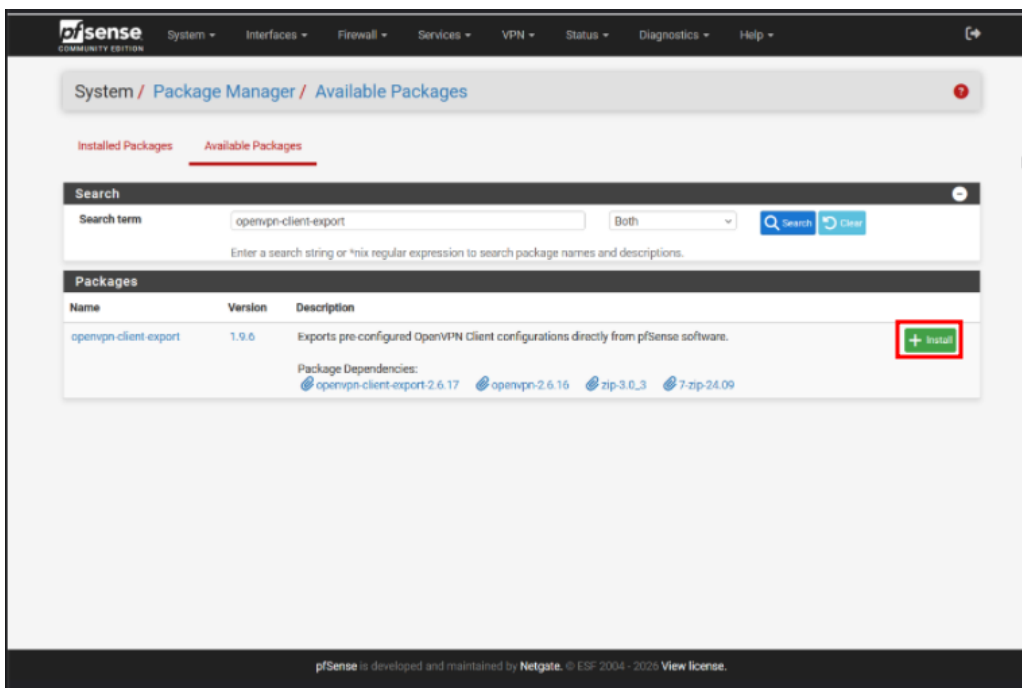 pfsense System Interfaces Firewall Services VPN Status Diagnostics Help
COMMUNITY EDITION
System / Package Manager / Available Packages
Installed Packages Available Packages
Search
Search term openvpn-client-export Both Search Clear
Enter a search string or *nix regular expression to search package names and descriptions.
Packages
Name Version Description
openvpn-client-export 1.9.6 Exports pre-configured OpenVPN Client configurations directly from pfSense software. + Install
Package Dependencies:
openvpn-client-export-2.6.17 openvpn-2.6.16 zip-3.0_3 7-zip-24.09
pfSense is developed and maintained by Netgate. © ESF 2004 - 2026 View license.